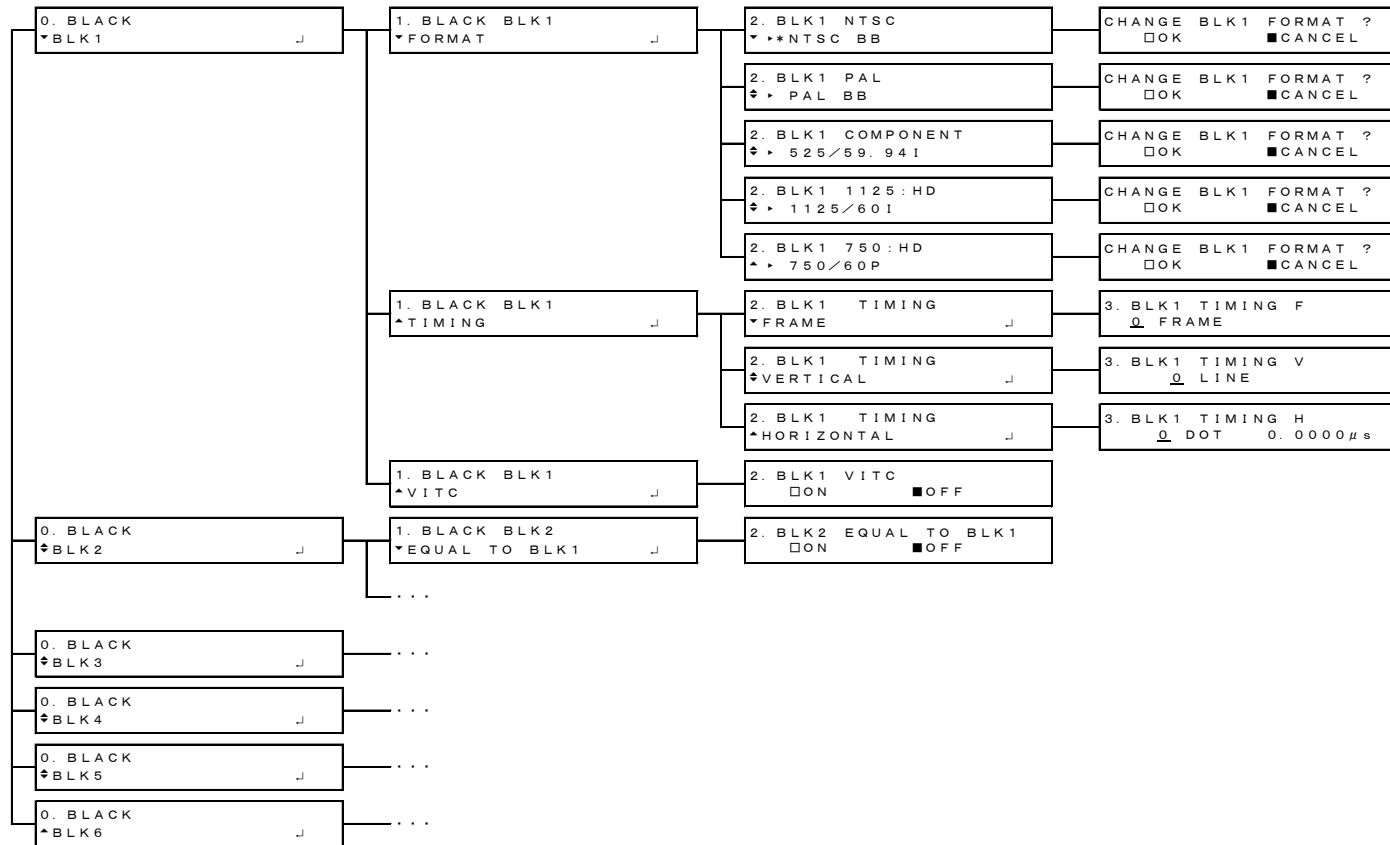 0. BLACK
▼BLK1 ↵
1. BLACK BLK1
▼FORMAT ↵
2. BLK1 NTSC
▼ ▸*NTSC BB
CHANGE BLK1 FORMAT ?
□OK ■CANCEL
2. BLK1 PAL
♦ ▸ PAL BB
CHANGE BLK1 FORMAT ?
□OK ■CANCEL
2. BLK1 COMPONENT
♦ ▸ 525/59. 94I
CHANGE BLK1 FORMAT ?
□OK ■CANCEL
2. BLK1 1125:HD
♦ ▸ 1125/60I
CHANGE BLK1 FORMAT ?
□OK ■CANCEL
2. BLK1 750:HD
▲ ▸ 750/60P
CHANGE BLK1 FORMAT ?
□OK ■CANCEL
1. BLACK BLK1
▲TIMING ↵
2. BLK1 TIMING
▼FRAME ↵
3. BLK1 TIMING F
0 FRAME
2. BLK1 TIMING
♦VERTICAL ↵
3. BLK1 TIMING V
0 LINE
2. BLK1 TIMING
▲HORIZONTAL ↵
3. BLK1 TIMING H
0 DOT 0. 0000μs
1. BLACK BLK1
▲VITC ↵
2. BLK1 VITC
□ON ■OFF
0. BLACK
♦BLK2 ↵
1. BLACK BLK2
▼EQUAL TO BLK1 ↵
2. BLK2 EQUAL TO BLK1
□ON ■OFF
. . .
0. BLACK
♦BLK3 ↵
. . .
0. BLACK
♦BLK4 ↵
. . .
0. BLACK
♦BLK5 ↵
. . .
0. BLACK
▲BLK6 ↵
. . .